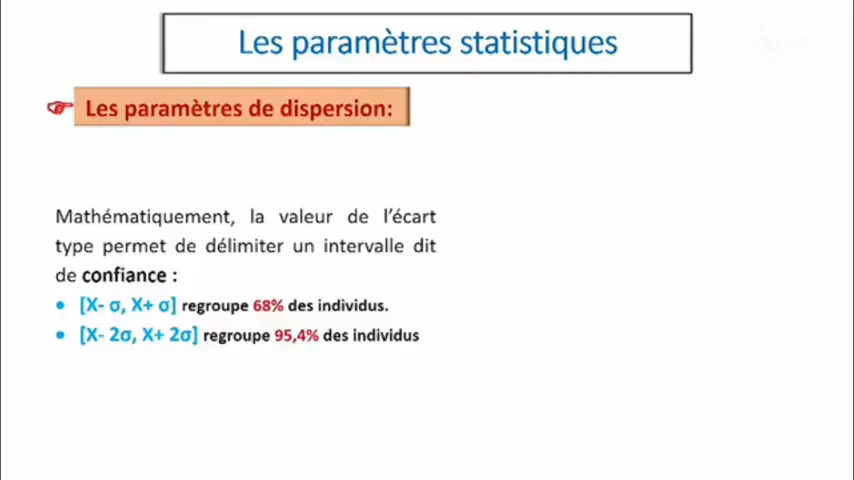 Les paramètres statistiques
Les paramètres de dispersion:
Mathématiquement, la valeur de l'écart
type permet de délimiter un intervalle dit
de confiance :
• [X- σ, X+ σ] regroupe 68% des individus.
• [X- 2σ, X+ 2σ] regroupe 95,4% des individus